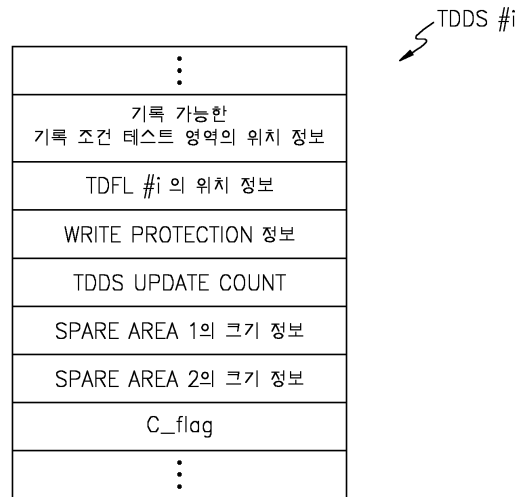 TDDS #i
⋮
기록 가능한
기록 조건 테스트 영역의 위치 정보
TDFL #i 의 위치 정보
WRITE PROTECTION 정보
TDDS UPDATE COUNT
SPARE AREA 1의 크기 정보
SPARE AREA 2의 크기 정보
C_flag
⋮